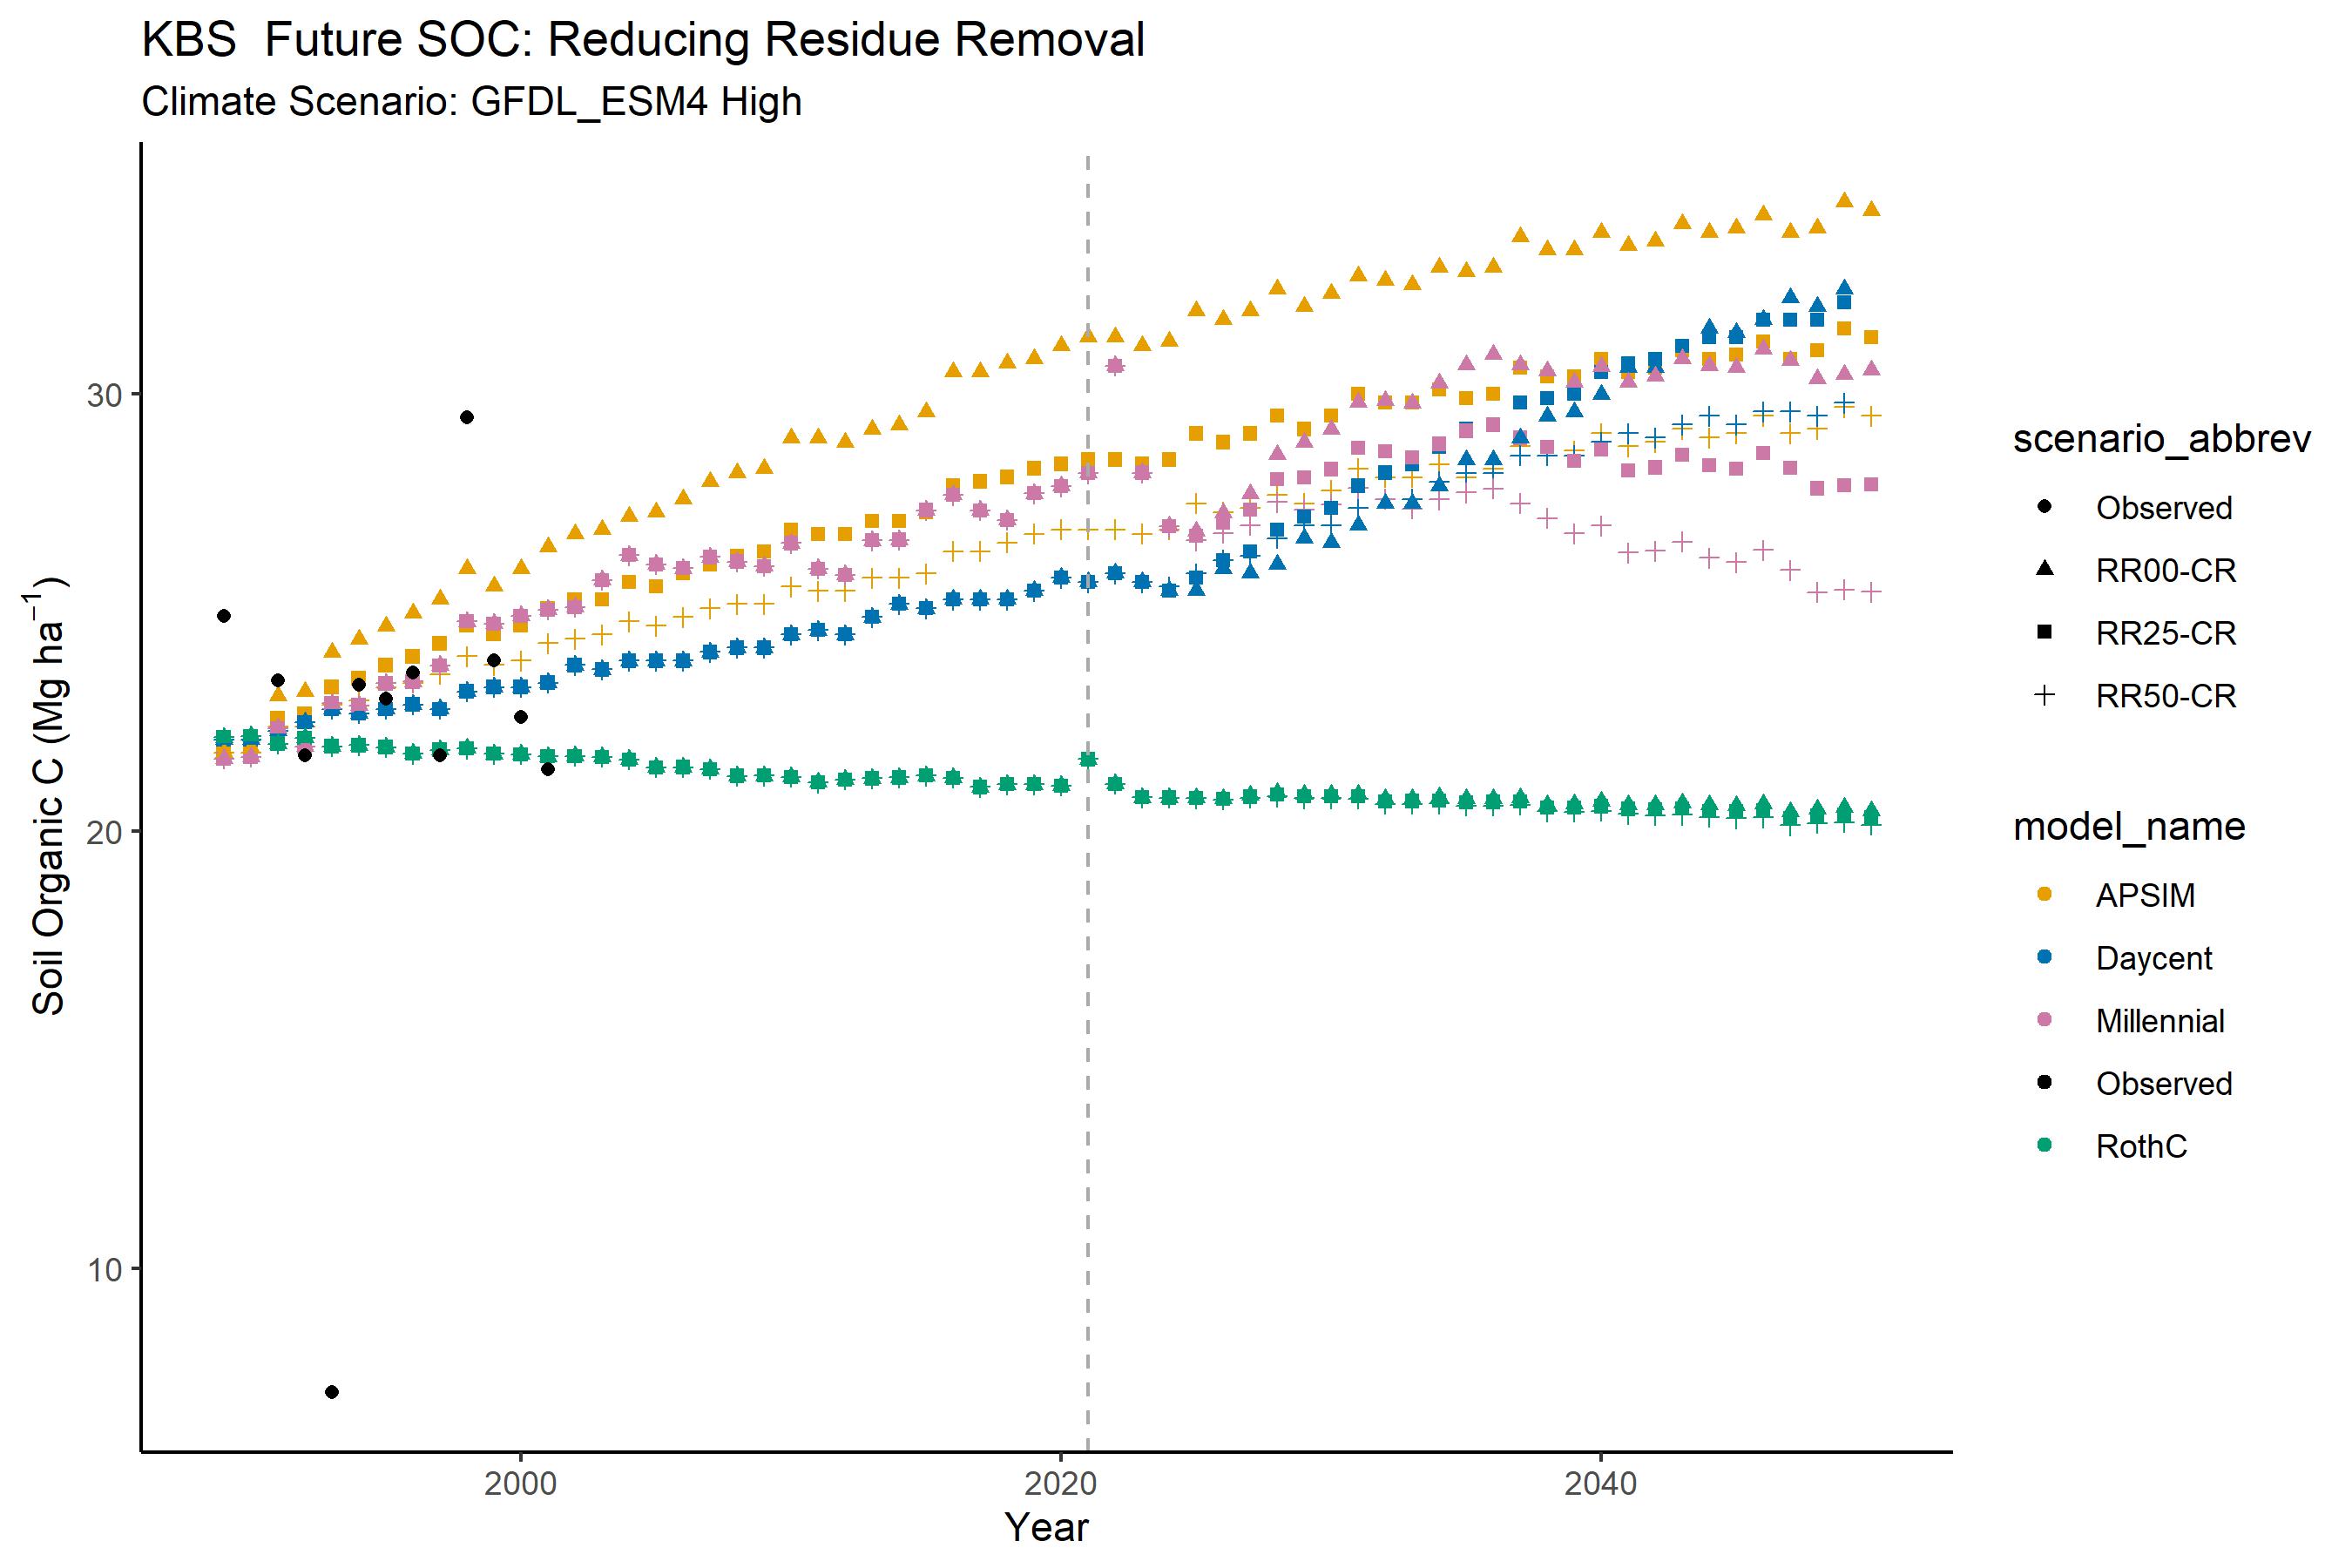 KBS  Future SOC: Reducing Residue Removal
Climate Scenario: GFDL_ESM4 High
Soil Organic C (Mg ha⁻¹)
30
20
10
2000
2020
2040
Year
scenario_abbrev
Observed
RR00-CR
RR25-CR
RR50-CR
model_name
APSIM
Daycent
Millennial
Observed
RothC